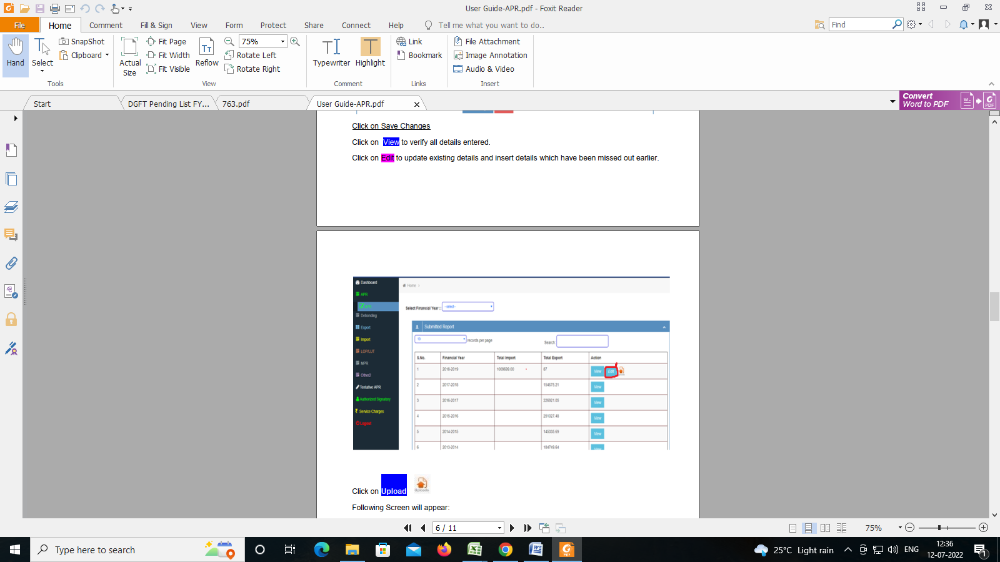 User Guide-APR.pdf - Foxit Reader
File Home Comment Fill & Sign View Form Protect Share Connect Help Tell me what you want to do.. Find
Hand
Select
SnapShot
Clipboard
Tools
Actual Size
Fit Page
Fit Width
Fit Visible
Reflow
75%
Rotate Left
Rotate Right
View
Typewriter
Highlight
Comment
Link
Bookmark
Links
File Attachment
Image Annotation
Audio & Video
Insert
Start DGFT Pending List FY... 763.pdf User Guide-APR.pdf
Convert
Word to PDF
Click on Save Changes
Click on View to verify all details entered.
Click on Edit to update existing details and insert details which have been missed out earlier.
Dashboard
APR
Debonding
Export
Import
LOP/LUT
MPR
Other2
Tentative APR
Authorized Signatory
Service Charges
Logout
Home
Select Financial Year :: --select--
Submitted Report
10 records per page Search:
S.No. Financial Year Total Import Total Export Action
1 2018-2019 1009699.00 87 View Edit
2 2017-2018 154675.21 View
3 2016-2017 226921.05 View
4 2015-2016 251027.48 View
5 2014-2015 145335.69 View
6 2013-2014 184749.64 View
Click on Upload Uploads
Following Screen will appear:
6 / 11 75%
Type here to search
25°C Light rain ENG
12:36
12-07-2022
1